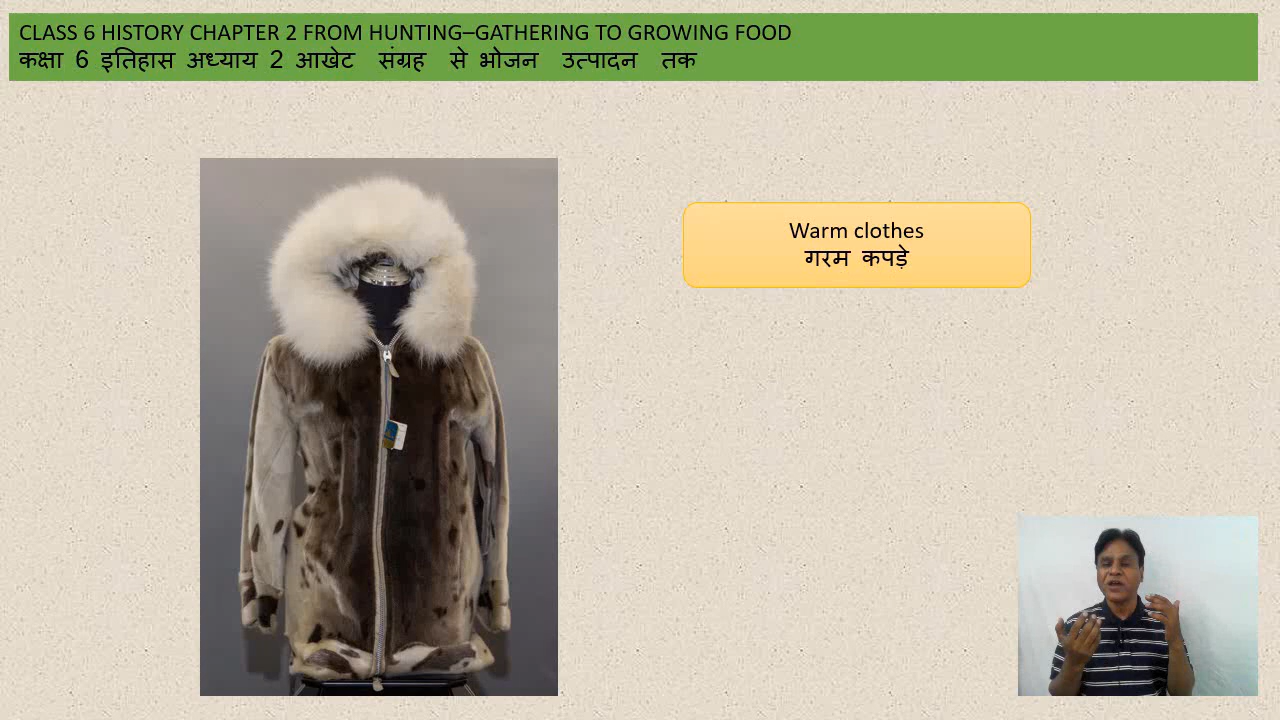 CLASS 6 HISTORY CHAPTER 2 FROM HUNTING–GATHERING TO GROWING FOOD
कक्षा 6 इतिहास अध्याय 2 आखेट संग्रह से भोजन उत्पादन तक
Warm clothes
गरम कपड़े